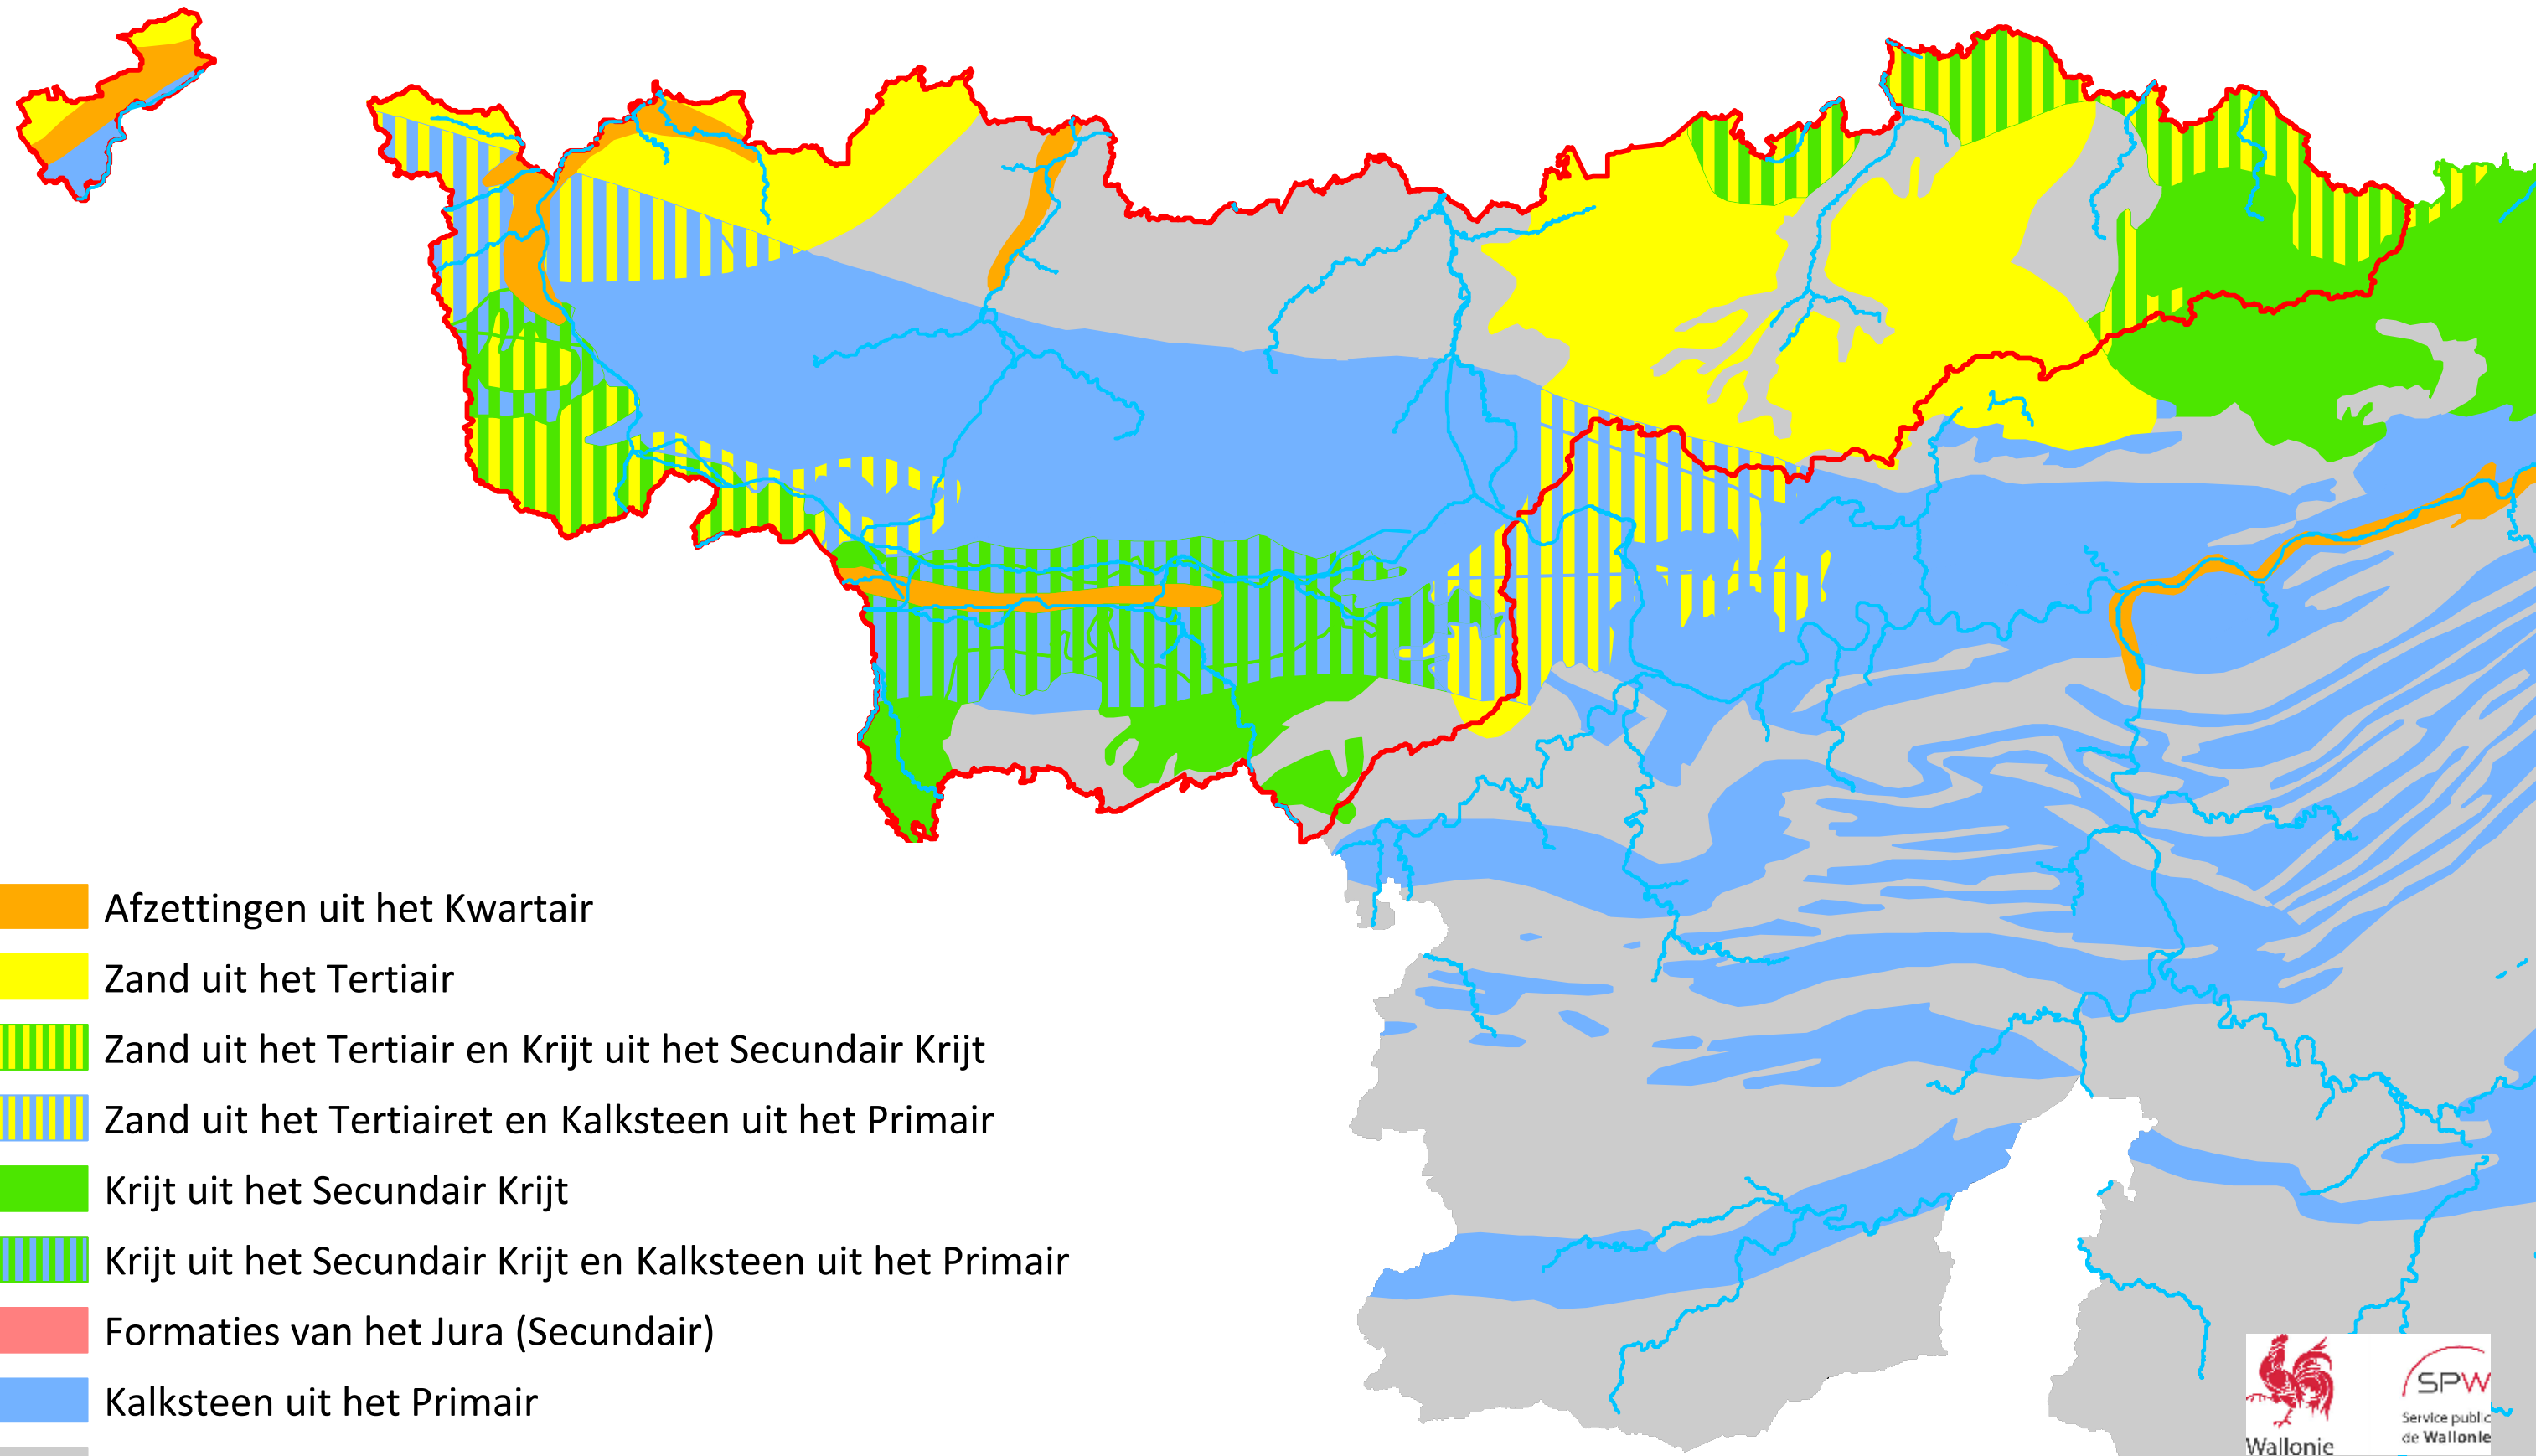 Afzettingen uit het Kwartair
Zand uit het Tertiair
Zand uit het Tertiair en Krijt uit het Secundair Krijt
Zand uit het Tertiairet en Kalksteen uit het Primair
Krijt uit het Secundair Krijt
Krijt uit het Secundair Krijt en Kalksteen uit het Primair
Formaties van het Jura (Secundair)
Kalksteen uit het Primair
Wallonie
SPW
Service public
de Wallonie